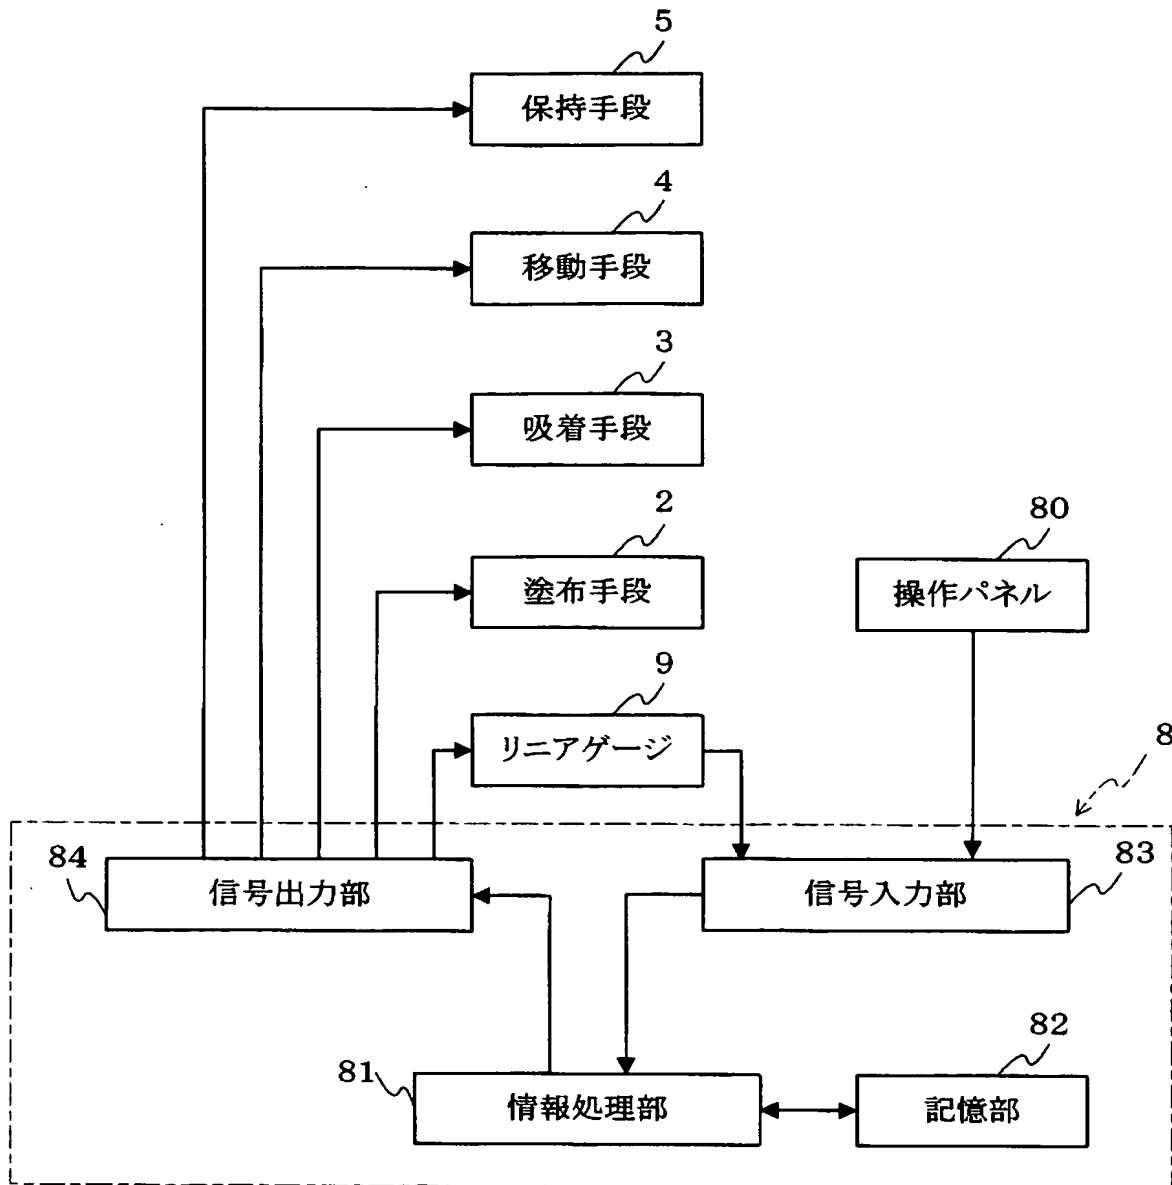 5
保持手段
4
移動手段
3
吸着手段
2
塗布手段
80
操作パネル
9
リニアゲージ
8
84
信号出力部
83
信号入力部
82
記憶部
81
情報処理部